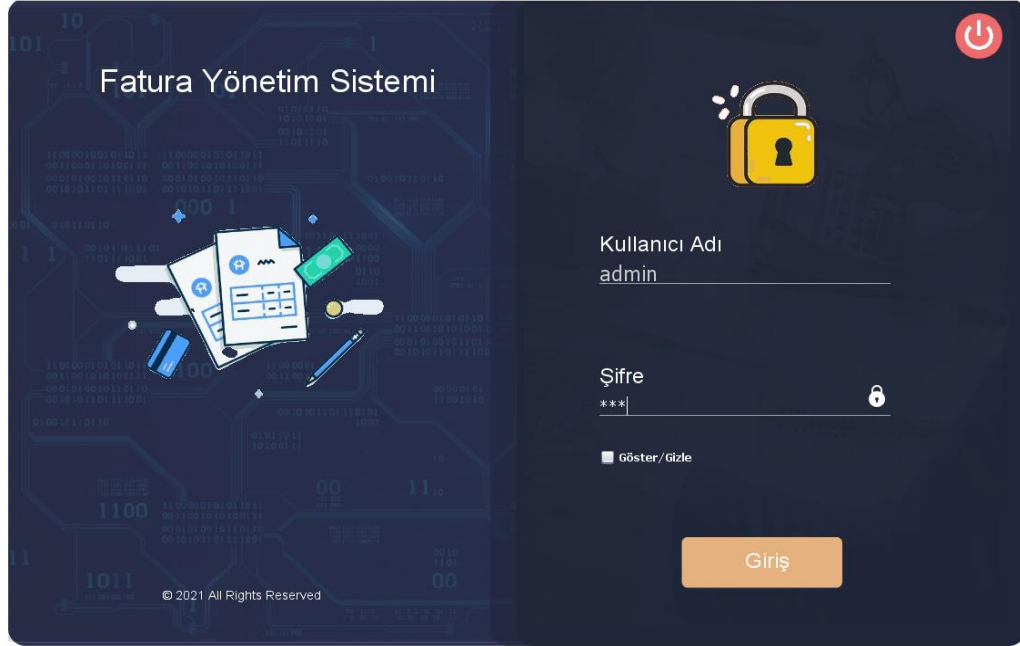 Fatura Yönetim Sistemi
© 2021 All Rights Reserved
Kullanıcı Adı
admin
Şifre
***
Göster/Gizle
Giriş